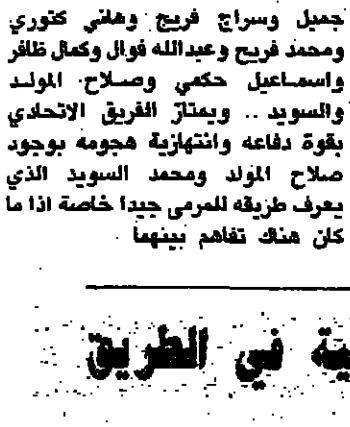 جميل وسراج فريج وهاني كتوري
ومحمد فريح وعبدالله فوال وكمال ظافر
واسماعيل حكمي وصلاح المولد
والسويد .. ويمتاز الفريق الاتحادي
بقوة دفاعه وانتهازية هجومه بوجود
صلاح المولد ومحمد السويد الذي
يعرف طريقه للمرمى جيدا خاصة اذا ما
كان هناك تفاهم بينهما
ية في الطريق